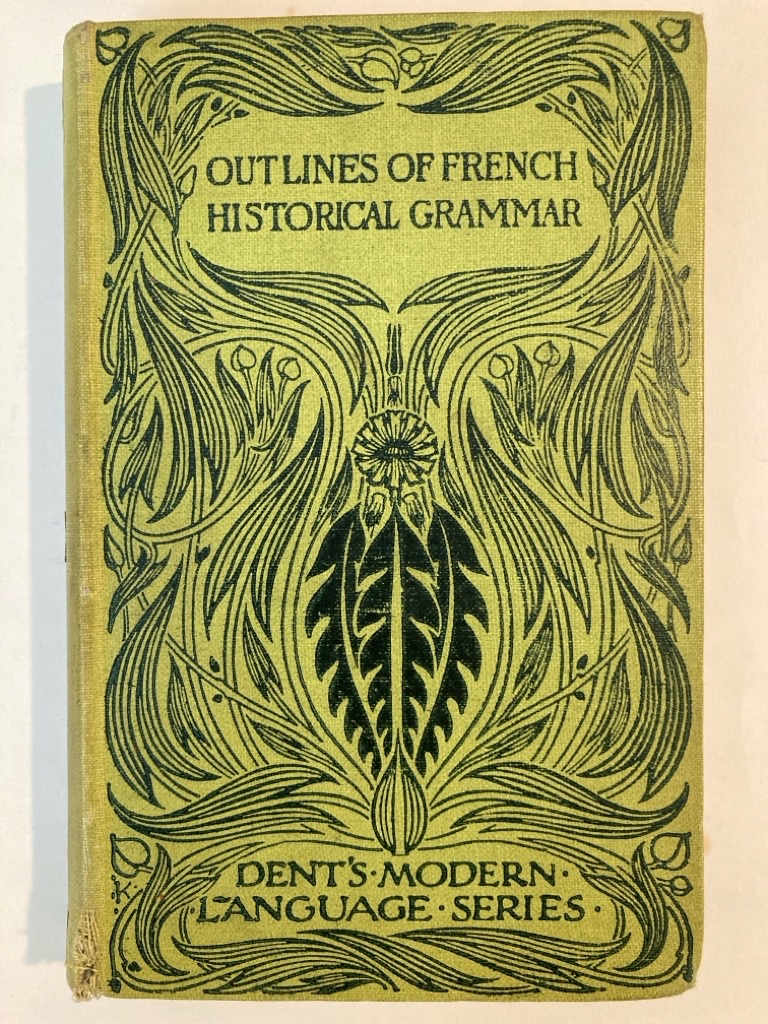 OUTLINES OF FRENCH
HISTORICAL GRAMMAR
DENT'S·MODERN·
·LANGUAGE·SERIES·
K·